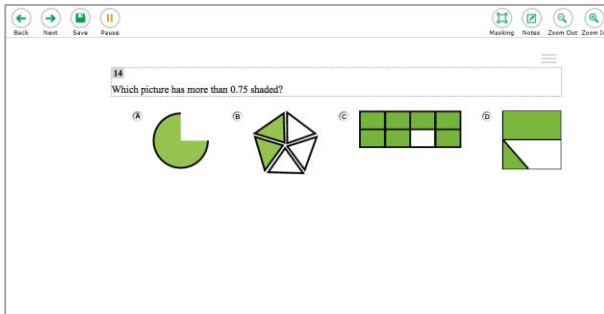 Back Next Save Pause Masking Notes Zoom Out Zoom In
14
Which picture has more than 0.75 shaded?
A B C D